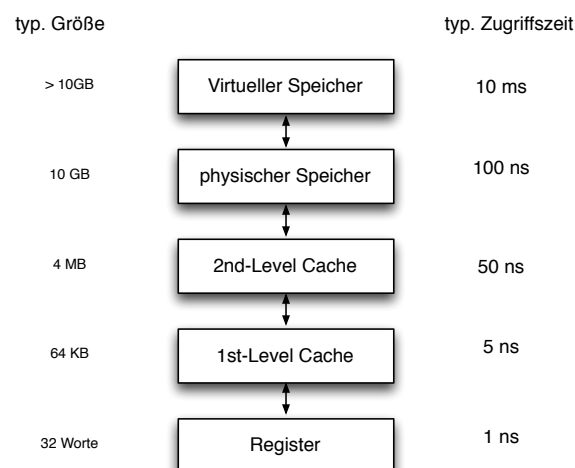 typ. Größe
typ. Zugriffszeit
> 10GB
Virtueller Speicher
10 ms
10 GB
physischer Speicher
100 ns
4 MB
2nd-Level Cache
50 ns
64 KB
1st-Level Cache
5 ns
32 Worte
Register
1 ns